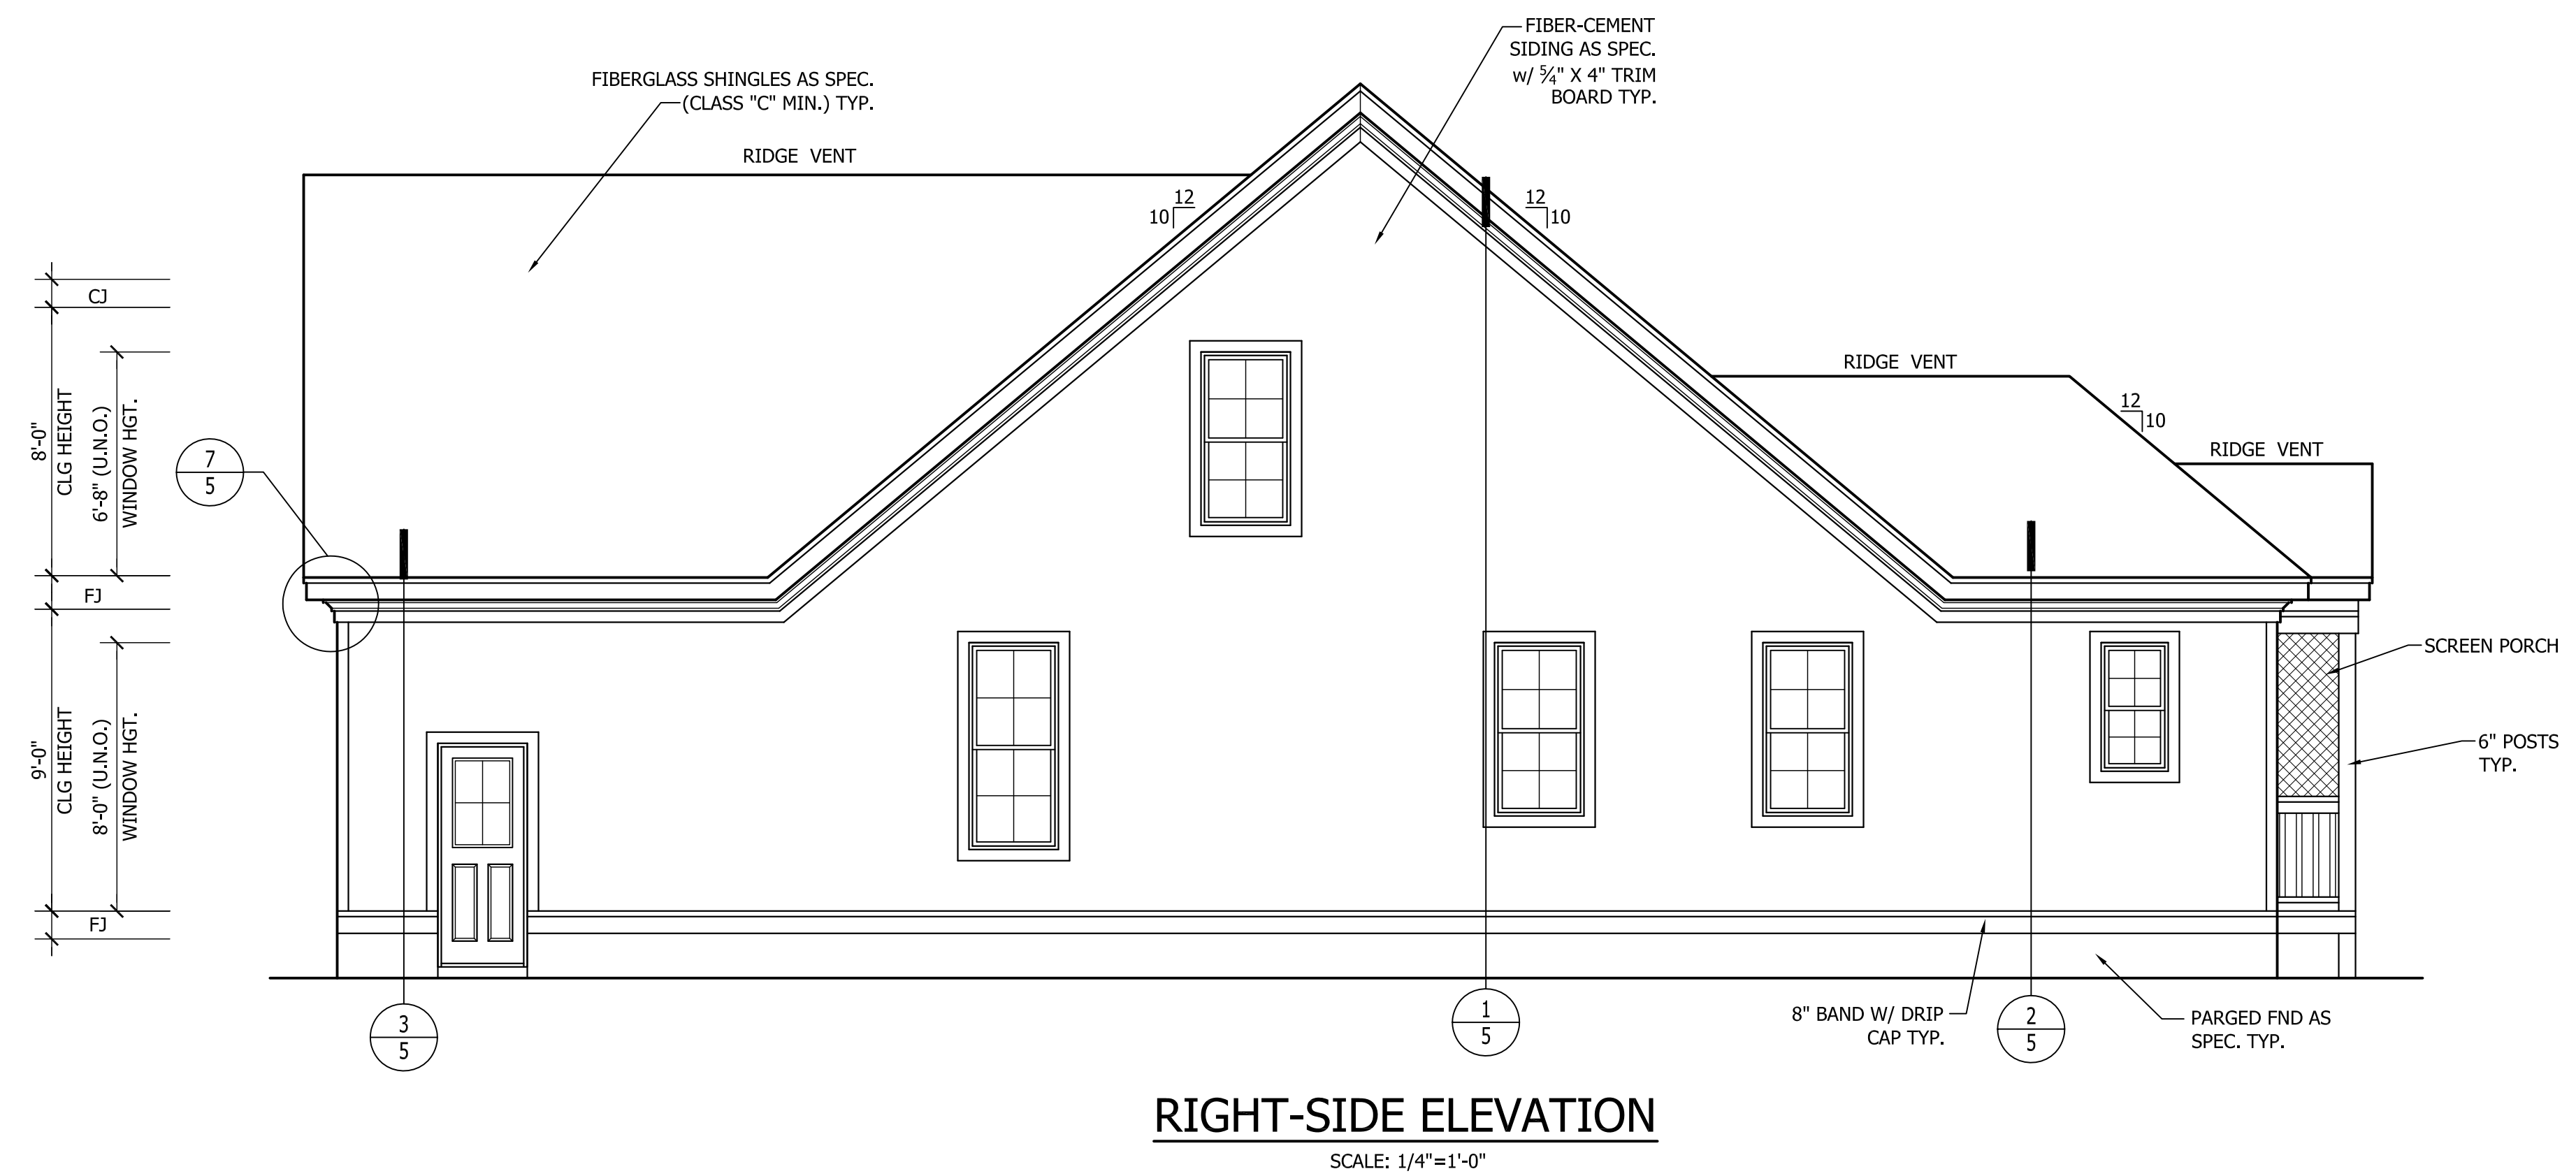 FIBER-CEMENT
SIDING AS SPEC.
w/ 5/4" X 4" TRIM
BOARD TYP.
FIBERGLASS SHINGLES AS SPEC.
(CLASS "C" MIN.) TYP.
RIDGE VENT
12
10
12
10
CJ
8'-0"
CLG HEIGHT
6'-8" (U.N.O.)
WINDOW HGT.
7
5
RIDGE VENT
12
10
RIDGE VENT
FJ
9'-0"
CLG HEIGHT
8'-0" (U.N.O.)
WINDOW HGT.
FJ
SCREEN PORCH
6" POSTS
TYP.
3
5
1
5
8" BAND W/ DRIP
CAP TYP.
2
5
PARGED FND AS
SPEC. TYP.
RIGHT-SIDE ELEVATION
SCALE: 1/4"=1'-0"